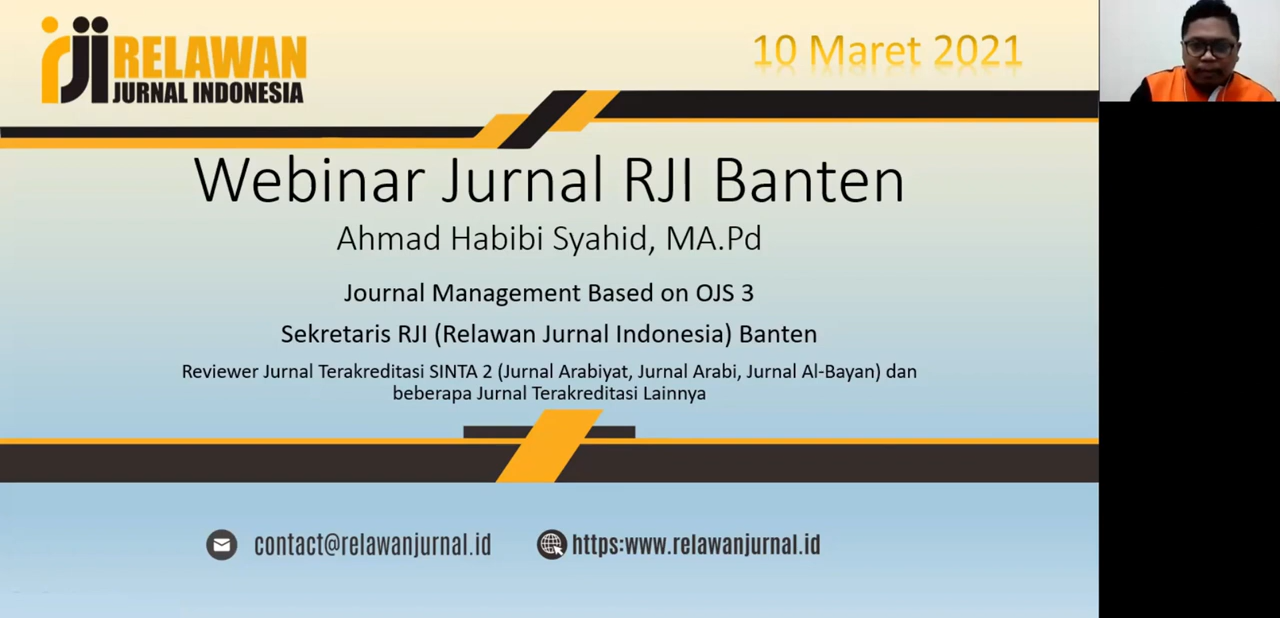 rji RELAWAN
JURNAL INDONESIA
10 Maret 2021
Webinar Jurnal RJI Banten
Ahmad Habibi Syahid, MA.Pd
Journal Management Based on OJS 3
Sekretaris RJI (Relawan Jurnal Indonesia) Banten
Reviewer Jurnal Terakreditasi SINTA 2 (Jurnal Arabiyat, Jurnal Arabi, Jurnal Al-Bayan) dan
beberapa Jurnal Terakreditasi Lainnya
contact@relawanjurnal.id
https:www.relawanjurnal.id